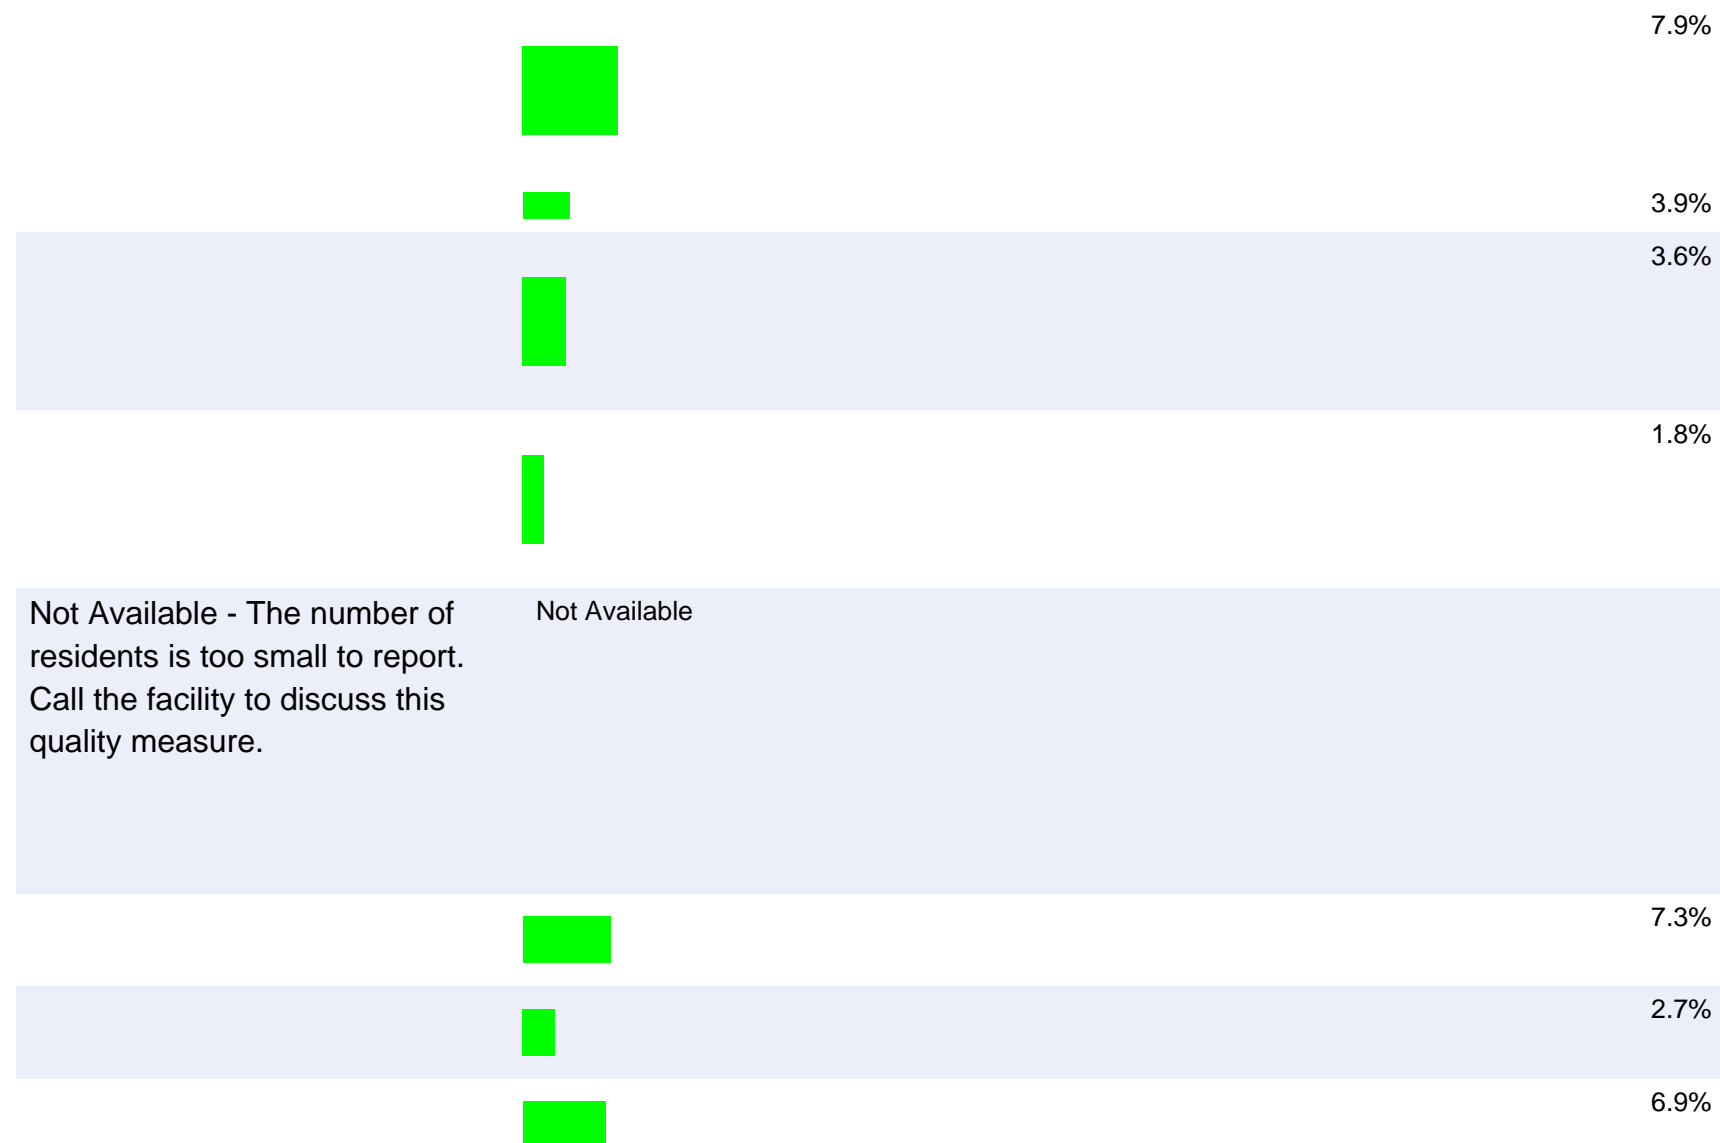 7.9%
3.9%
3.6%
1.8%
Not Available - The number of
residents is too small to report.
Call the facility to discuss this
quality measure.
Not Available
7.3%
2.7%
6.9%